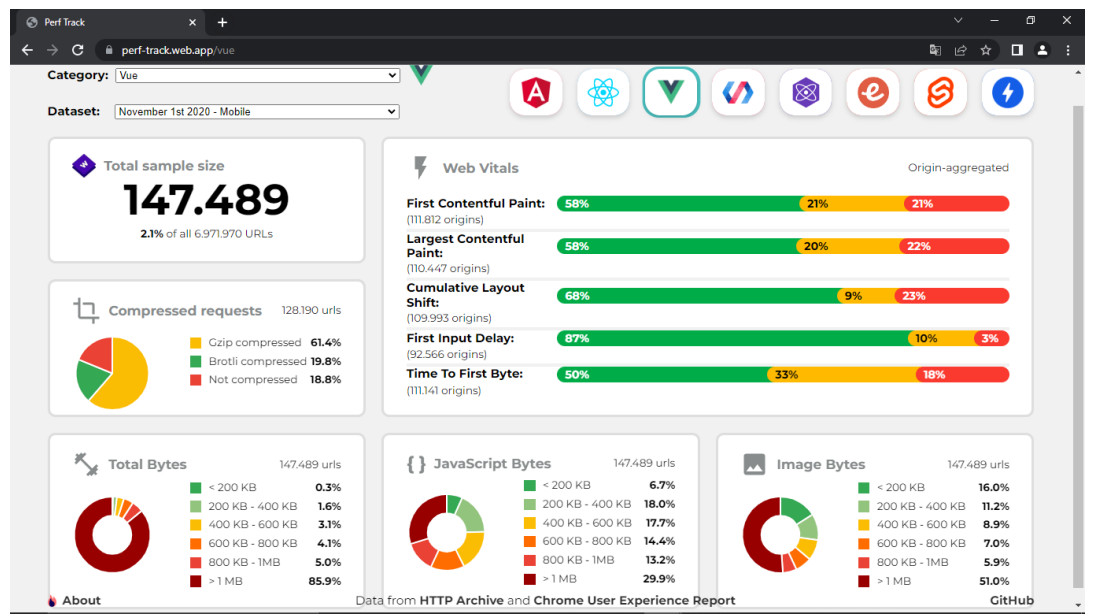 Perf Track
perf-track.web.app/vue
Category: Vue
Dataset: November 1st 2020 - Mobile
Total sample size
147.489
2.1% of all 6.971.970 URLs
Web Vitals
Origin-aggregated
First Contentful Paint: 58% 21% 21%
(111.812 origins)
Largest Contentful
Paint: 58% 20% 22%
(110.447 origins)
Cumulative Layout
Shift: 68% 9% 23%
(109.993 origins)
First Input Delay: 87% 10% 3%
(92.566 origins)
Time To First Byte: 50% 33% 18%
(111.141 origins)
Compressed requests 128.190 urls
Gzip compressed 61.4%
Brotli compressed 19.8%
Not compressed 18.8%
Total Bytes 147.489 urls
< 200 KB 0.3%
200 KB - 400 KB 1.6%
400 KB - 600 KB 3.1%
600 KB - 800 KB 4.1%
800 KB - 1MB 5.0%
> 1 MB 85.9%
{ } JavaScript Bytes 147.489 urls
< 200 KB 6.7%
200 KB - 400 KB 18.0%
400 KB - 600 KB 17.7%
600 KB - 800 KB 14.4%
800 KB - 1MB 13.2%
> 1 MB 29.9%
Image Bytes 147.489 urls
< 200 KB 16.0%
200 KB - 400 KB 11.2%
400 KB - 600 KB 8.9%
600 KB - 800 KB 7.0%
800 KB - 1MB 5.9%
> 1 MB 51.0%
About
Data from HTTP Archive and Chrome User Experience Report
GitHub